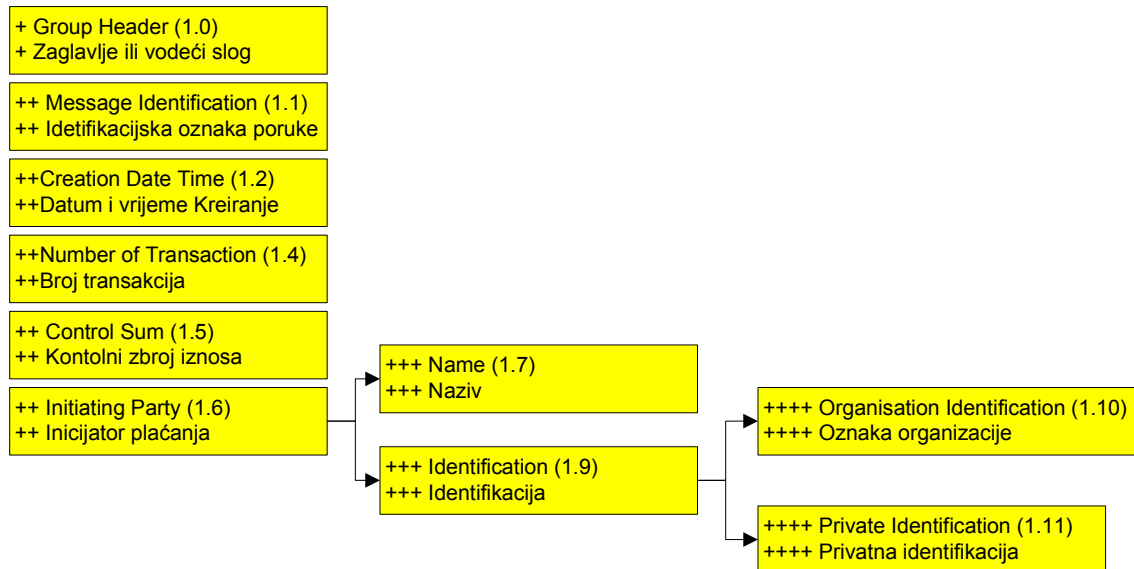 + Group Header (1.0)
+ Zaglavlje ili vodeći slog
++ Message Identification (1.1)
++ Idetifikacijska oznaka poruke
++Creation Date Time (1.2)
++Datum i vrijeme Kreiranje
++Number of Transaction (1.4)
++Broj transakcija
++ Control Sum (1.5)
++ Kontolni zbroj iznosa
++ Initiating Party (1.6)
++ Inicijator plaćanja
+++ Name (1.7)
+++ Naziv
+++ Identification (1.9)
+++ Identifikacija
++++ Organisation Identification (1.10)
++++ Oznaka organizacije
++++ Private Identification (1.11)
++++ Privatna identifikacija